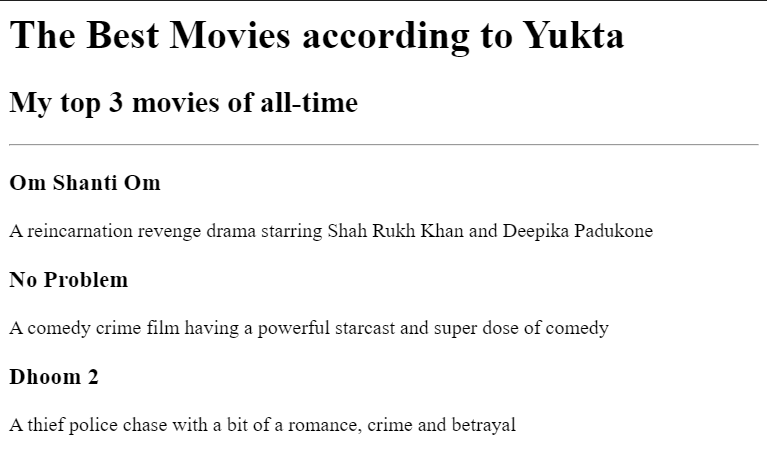 The Best Movies according to Yukta
My top 3 movies of all-time
Om Shanti Om
A reincarnation revenge drama starring Shah Rukh Khan and Deepika Padukone
No Problem
A comedy crime film having a powerful starcast and super dose of comedy
Dhoom 2
A thief police chase with a bit of a romance, crime and betrayal